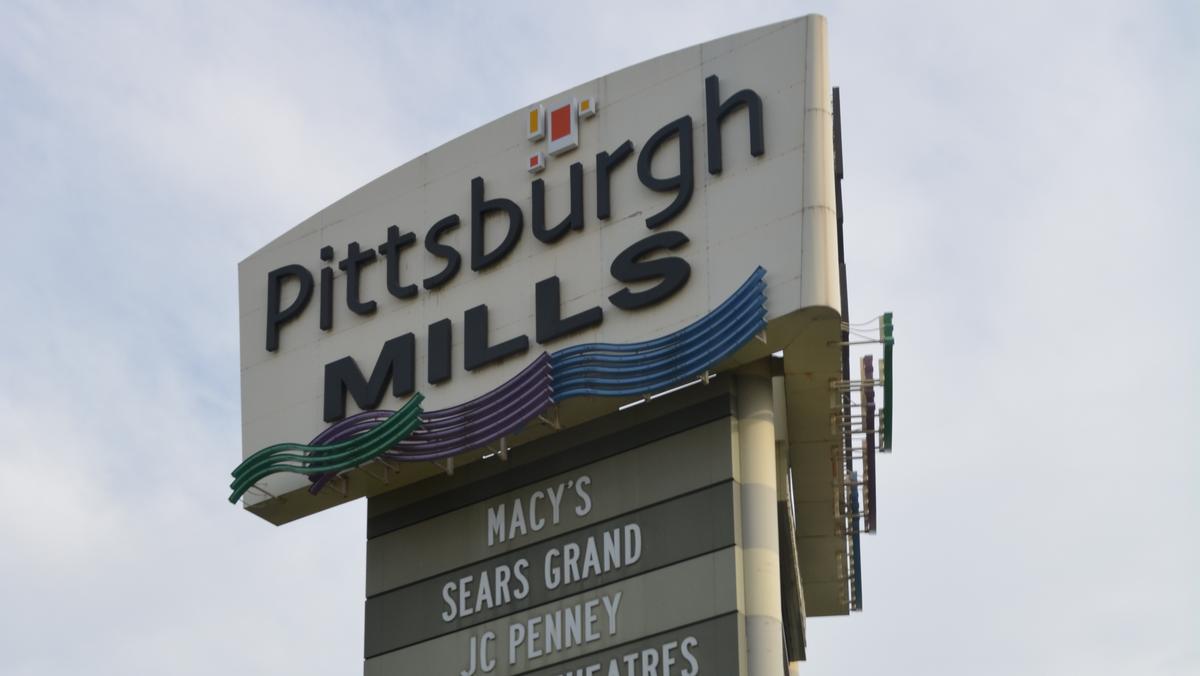 Pittsburgh
MILLS
MACY'S
SEARS GRAND
JC PENNEY